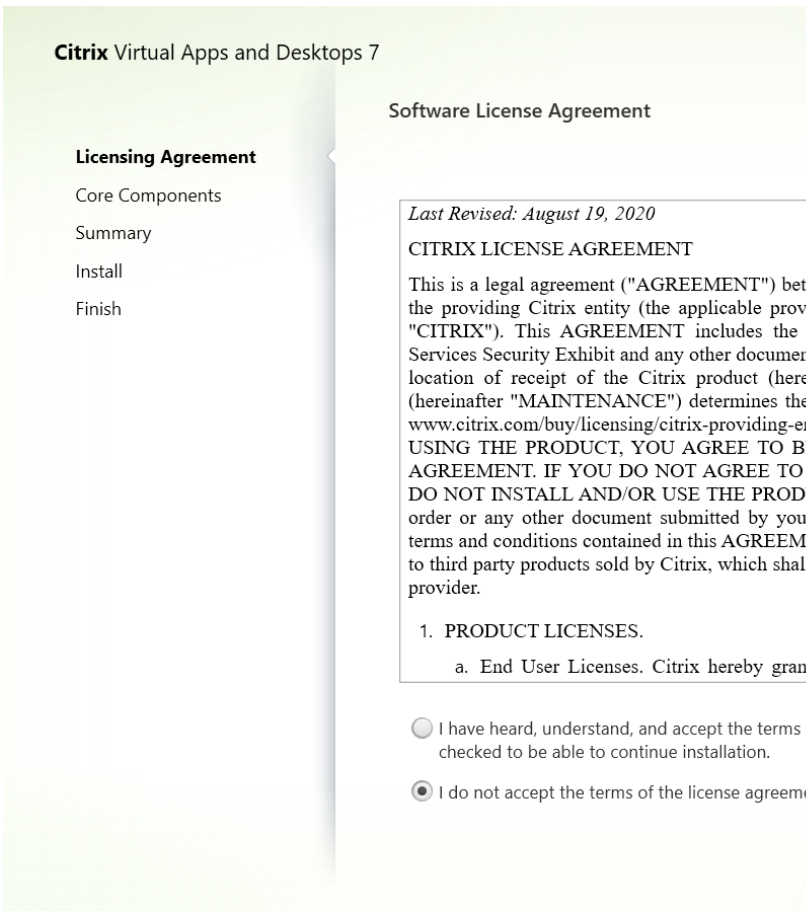 Citrix Virtual Apps and Desktops 7
Licensing Agreement
Core Components
Summary
Install
Finish
Software License Agreement
Last Revised: August 19, 2020
CITRIX LICENSE AGREEMENT
This is a legal agreement ("AGREEMENT") bet
the providing Citrix entity (the applicable prov
"CITRIX"). This AGREEMENT includes the
Services Security Exhibit and any other documen
location of receipt of the Citrix product (here
(hereinafter "MAINTENANCE") determines the
www.citrix.com/buy/licensing/citrix-providing-en
USING THE PRODUCT, YOU AGREE TO B
AGREEMENT. IF YOU DO NOT AGREE TO
DO NOT INSTALL AND/OR USE THE PROD
order or any other document submitted by you
terms and conditions contained in this AGREEM
to third party products sold by Citrix, which shal
provider.
1. PRODUCT LICENSES.
a. End User Licenses. Citrix hereby gran
I have heard, understand, and accept the terms
checked to be able to continue installation.
I do not accept the terms of the license agreeme